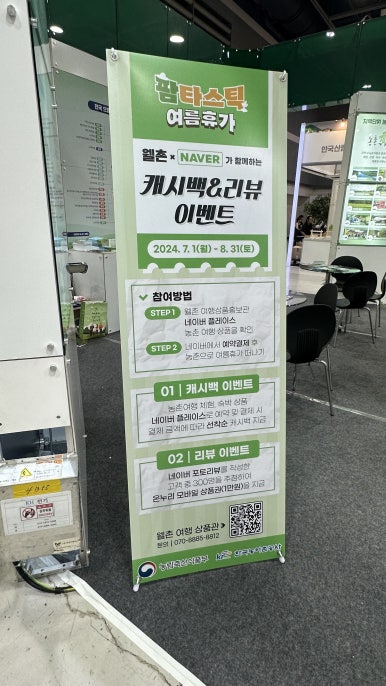 팜타스틱
여름휴가
웰촌 × NAVER 가 함께하는
캐시백&리뷰
이벤트
2024. 7.1(월) - 8. 31(토)
참여방법
STEP 1 웰촌 여행상품홍보관
네이버 플레이스
농촌 여행 상품을 확인
STEP 2 네이버에서 예약결제 후
농촌으로 여름휴가 떠나기
01 | 캐시백 이벤트
농촌여행 체험, 숙박 상품
네이버 플레이스로 예약 및 결제 시
결제 금액에 따라 선착순 캐시백 지급
02 | 리뷰 이벤트
네이버 포토리뷰를 작성한
고객 중 300명을 추첨하여
온누리 모바일 상품권(1만원)을 지급
웰촌 여행 상품관
문의 | 070-8885-8812
농림축산식품부
한국농어촌공사